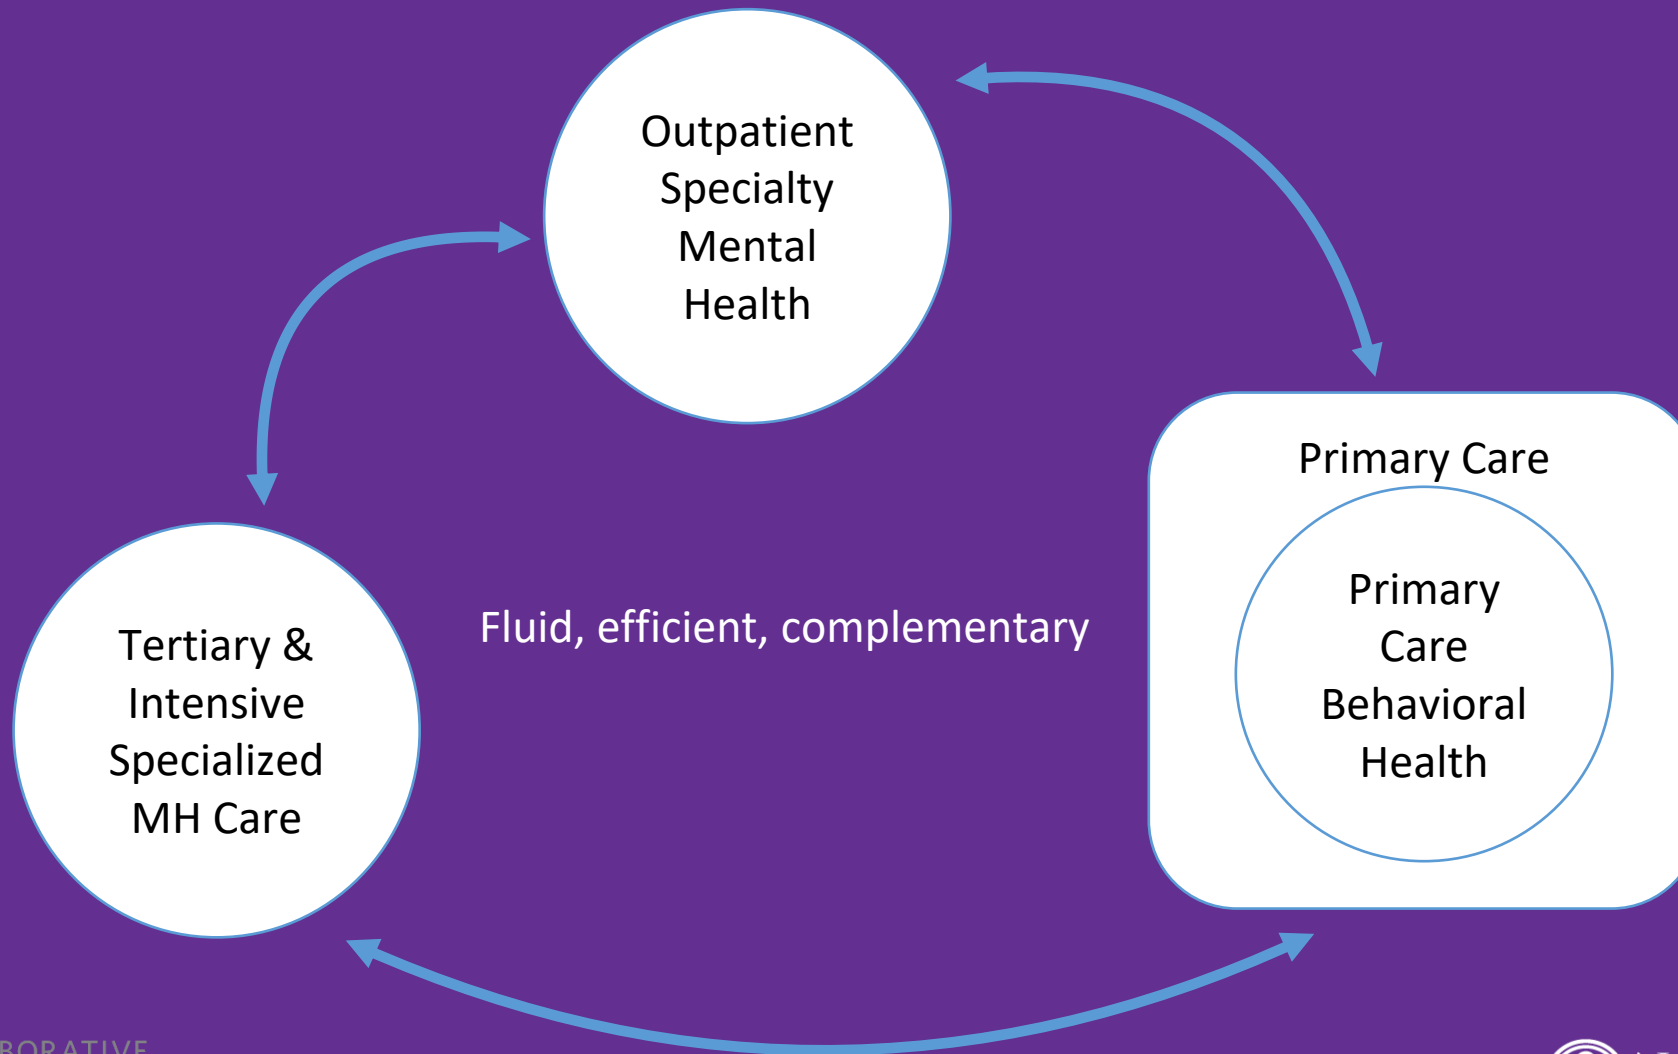 Outpatient
Specialty
Mental
Health
Primary Care
Primary
Care
Behavioral
Health
Fluid, efficient, complementary
Tertiary &
Intensive
Specialized
MH Care